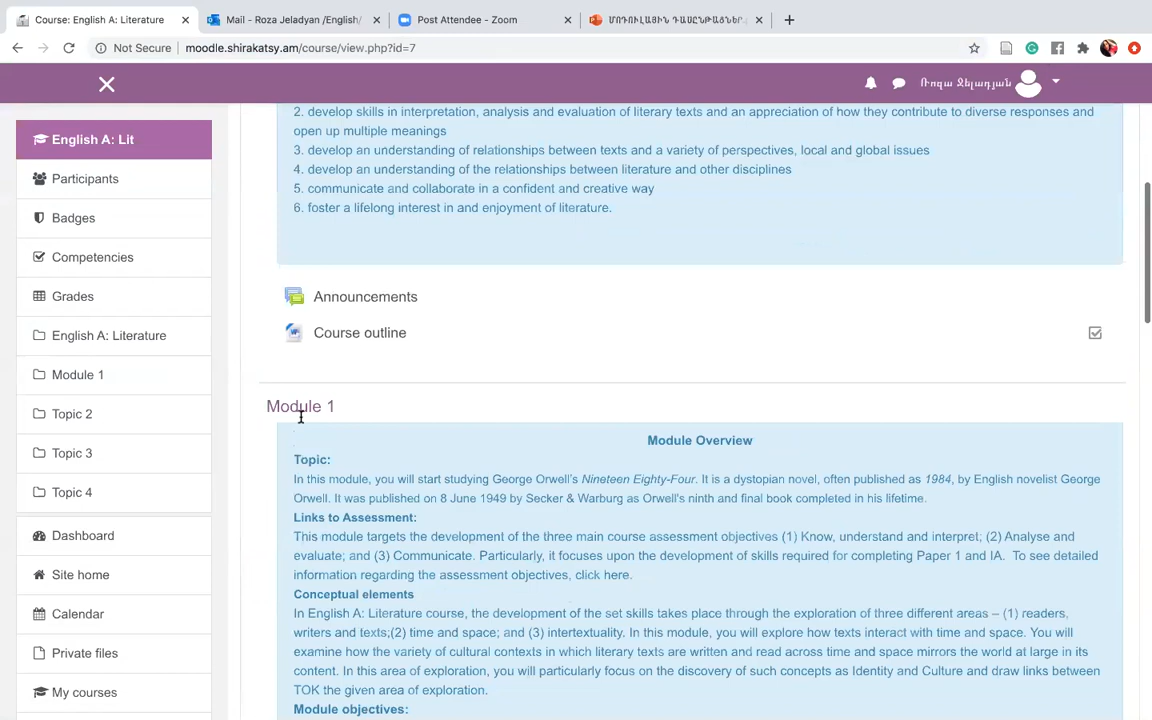 Course: English A: Literature
Mail - Roza Jeladyan /English/
Post Attendee - Zoom
ՄՈԴՈՒԼԱՅԻՆ ԴԱՍԸՆԹԱՑՆԵՐ
Not Secure
moodle.shirakatsy.am/course/view.php?id=7
Ռոզա Ջելադյան
English A: Lit
Participants
Badges
Competencies
Grades
English A: Literature
Module 1
Topic 2
Topic 3
Topic 4
Dashboard
Site home
Calendar
Private files
My courses
2. develop skills in interpretation, analysis and evaluation of literary texts and an appreciation of how they contribute to diverse responses and
open up multiple meanings
3. develop an understanding of relationships between texts and a variety of perspectives, local and global issues
4. develop an understanding of the relationships between literature and other disciplines
5. communicate and collaborate in a confident and creative way
6. foster a lifelong interest in and enjoyment of literature.
Announcements
Course outline
Module 1
Module Overview
Topic:
In this module, you will start studying George Orwell's Nineteen Eighty-Four. It is a dystopian novel, often published as 1984, by English novelist George
Orwell. It was published on 8 June 1949 by Secker & Warburg as Orwell's ninth and final book completed in his lifetime.
Links to Assessment:
This module targets the development of the three main course assessment objectives (1) Know, understand and interpret; (2) Analyse and
evaluate; and (3) Communicate. Particularly, it focuses upon the development of skills required for completing Paper 1 and IA. To see detailed
information regarding the assessment objectives, click here.
Conceptual elements
In English A: Literature course, the development of the set skills takes place through the exploration of three different areas – (1) readers,
writers and texts;(2) time and space; and (3) intertextuality. In this module, you will explore how texts interact with time and space. You will
examine how the variety of cultural contexts in which literary texts are written and read across time and space mirrors the world at large in its
content. In this area of exploration, you will particularly focus on the discovery of such concepts as Identity and Culture and draw links between
TOK the given area of exploration.
Module objectives: